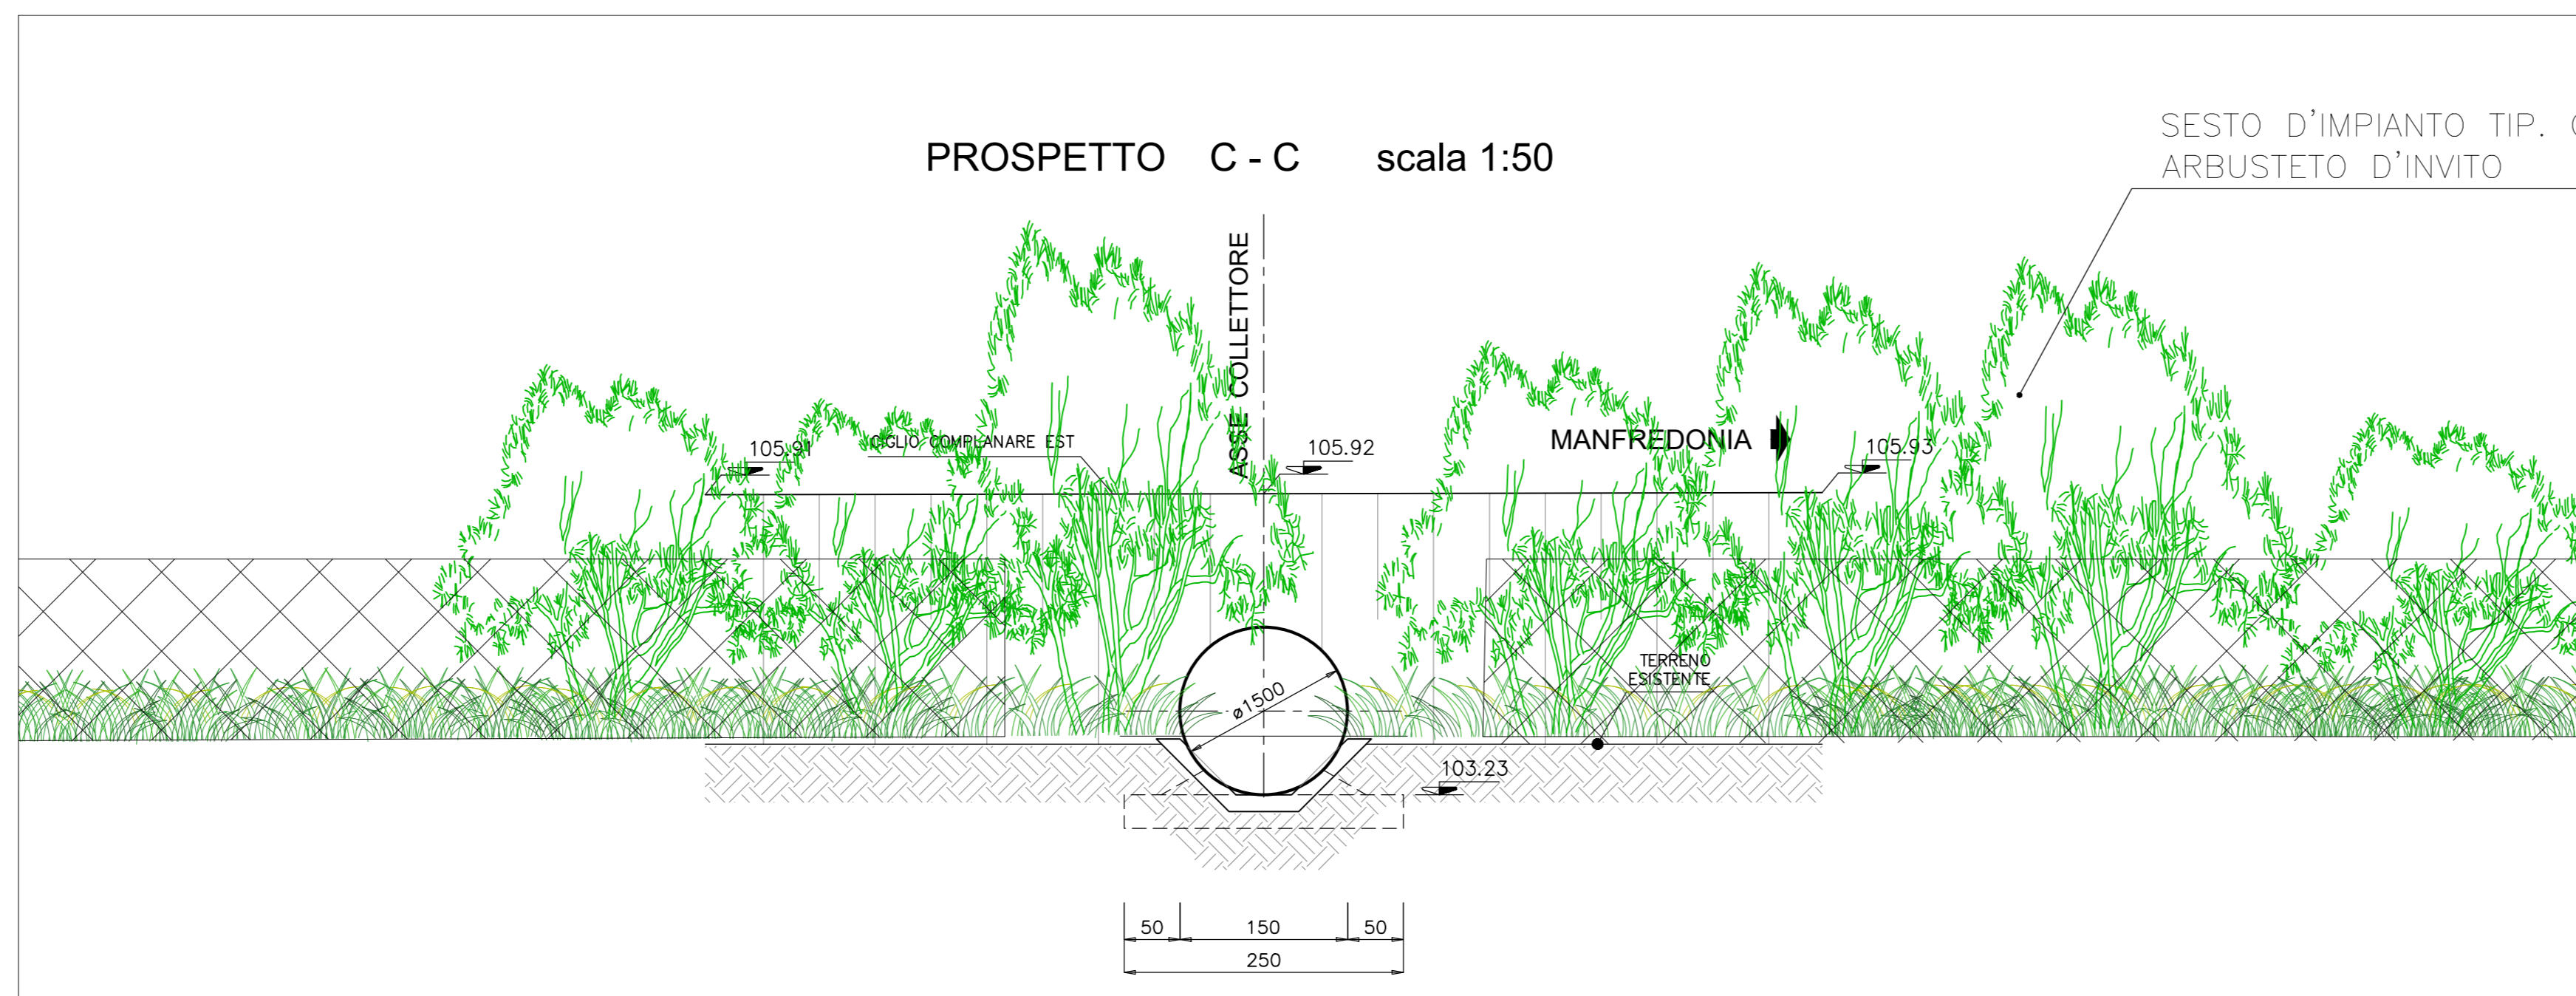 PROSPETTO C - C scala 1:50
SESTO D'IMPIANTO TIP.
ARBUSTETO D'INVITO
ASSE COLLETTORE
105.91
CIGLIO COMPLANARE EST
105.92
MANFREDONIA
105.93
TERRENO
ESISTENTE
ø1500
103.23
50 150 50
250